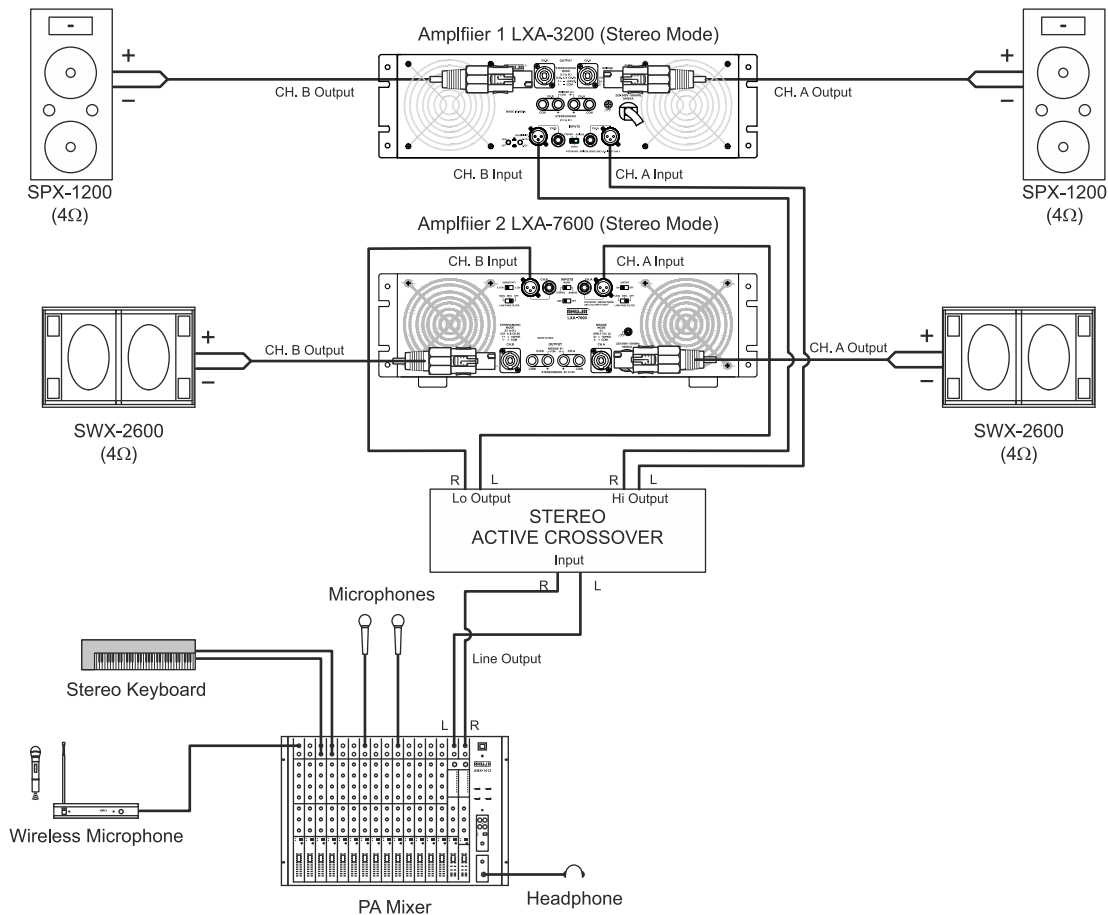 Amplfiier 1 LXA-3200 (Stereo Mode)
+
−
CH. B Output
CH. A Output
+
−
CH. B Input
CH. A Input
SPX-1200
(4Ω)
SPX-1200
(4Ω)
Amplfiier 2 LXA-7600 (Stereo Mode)
CH. B Input
CH. A Input
AHUJA
LXA-7600
+
−
CH. B Output
CH. A Output
+
−
SWX-2600
(4Ω)
SWX-2600
(4Ω)
R
L
Lo Output
R
L
Hi Output
STEREO
ACTIVE CROSSOVER
Input
R
L
Microphones
Line Output
Stereo Keyboard
L
R
Wireless Microphone
Headphone
PA Mixer